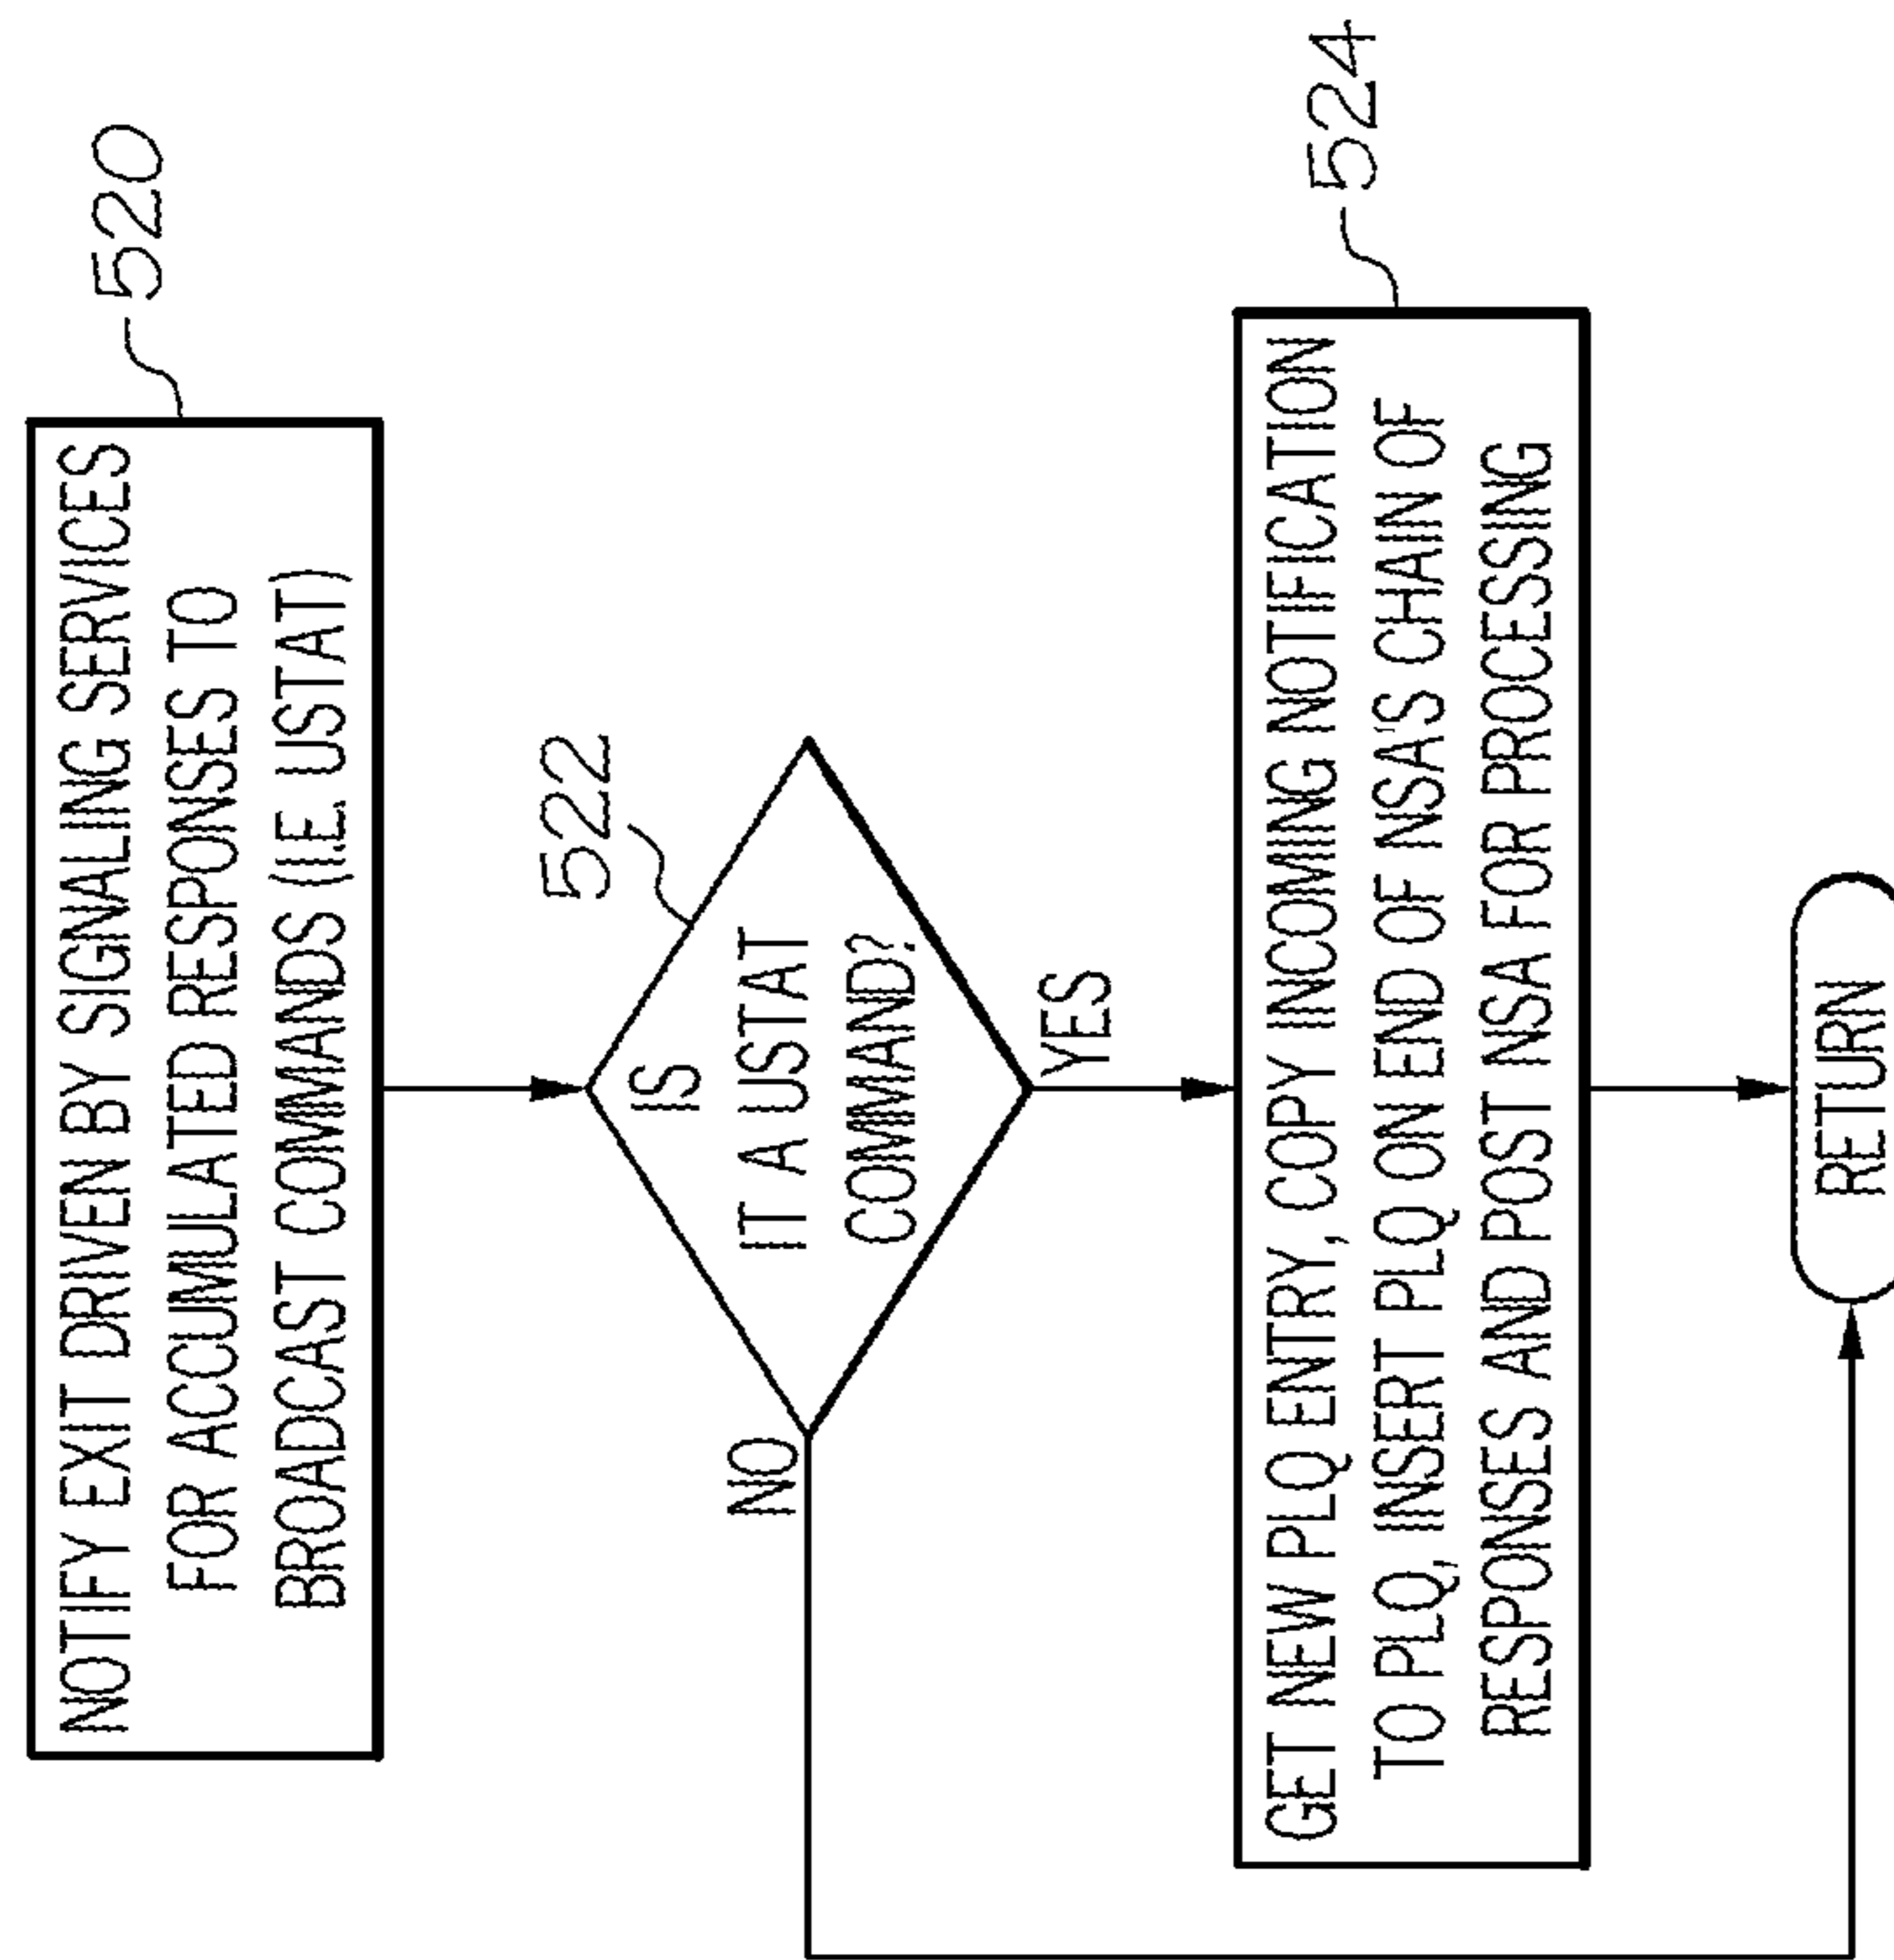 NOTIFY EXIT DRIVEN BY SIGNALING SERVICES
FOR ACCUMULATED RESPONSES TO
BROADCAST COMMANDS (I.E. USTAT)
520
IS
IT A USTAT
COMMAND?
522
NO
YES
GET NEW PLQ ENTRY, COPY INCOMING NOTIFICATION
TO PLQ, INSERT PLQ ON END OF NSA'S CHAIN OF
RESPONSES AND POST NSA FOR PROCESSING
524
RETURN